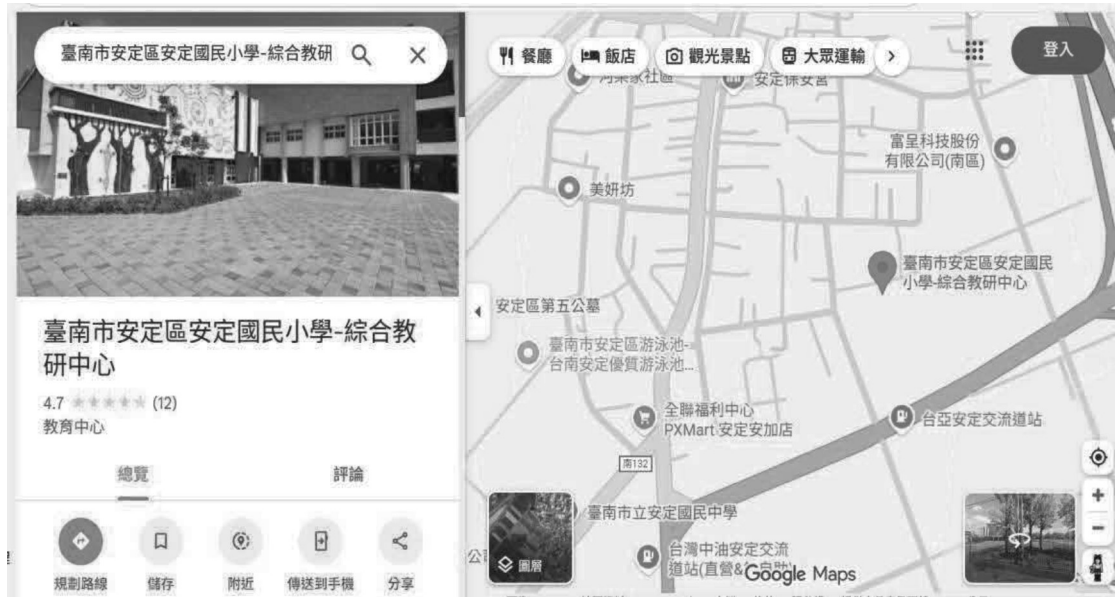 臺南市安定區安定國民小學-綜合教研
餐廳
飯店
觀光景點
大眾運輸
登入
安定保安宮
富呈科技股份
有限公司(南區)
美妍坊
臺南市安定區安定國民
小學-綜合教研中心
安定區第五公墓
臺南市安定區游泳池-
台南安定優質游泳池...
臺南市安定區安定國民小學-綜合教
研中心
4.7 ★★★★★ (12)
教育中心
全聯福利中心
PXMart 安定安加店
台亞安定交流道站
總覽
評論
南132
臺南市立安定國民中學
台灣中油安定交流
道站(直營&
圖層
Google Maps
規劃路線
儲存
附近
傳送到手機
分享